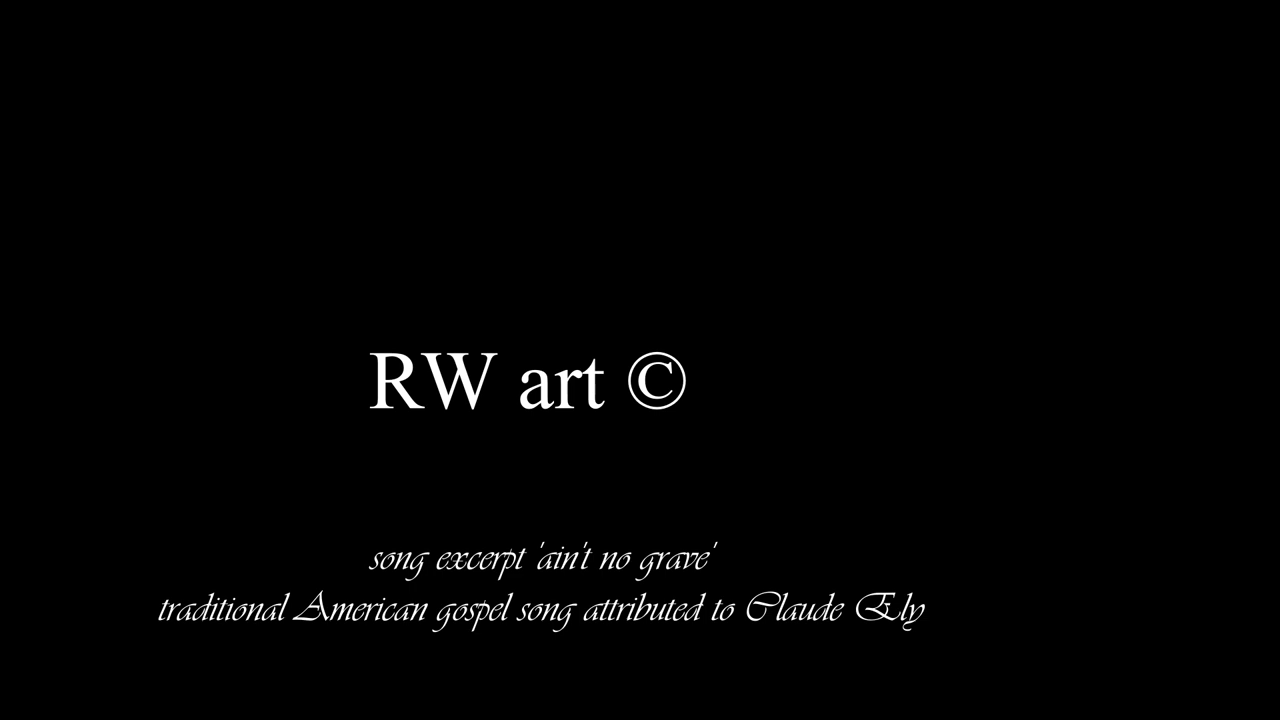 RW art ©
song excerpt 'ain't no grave'
traditional American gospel song attributed to Claude Ely